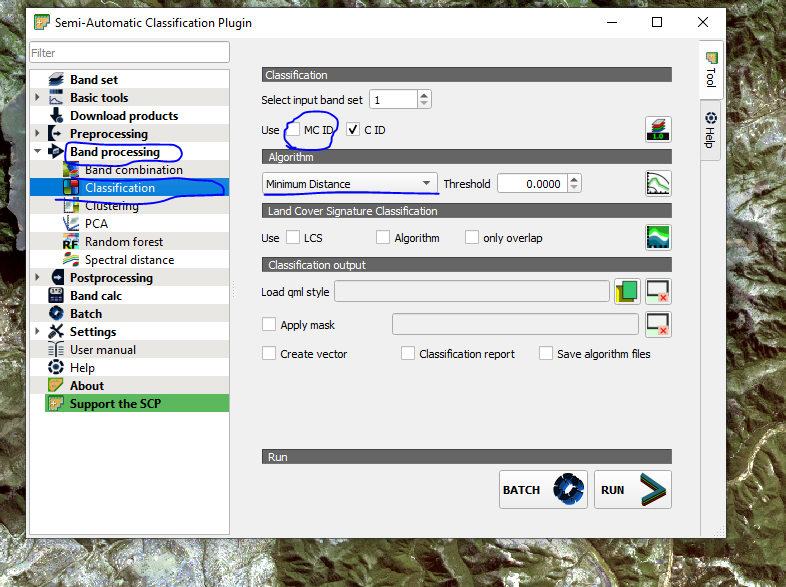 Semi-Automatic Classification Plugin
Filter
Band set
Basic tools
Download products
Preprocessing
Band processing
Band combination
Classification
Clustering
PCA
RF Random forest
Spectral distance
Postprocessing
Band calc
Batch
Settings
User manual
Help
About
Support the SCP
Classification
Select input band set 1
Use MC ID C ID
1.0
Algorithm
Minimum Distance Threshold 0.0000
Land Cover Signature Classification
Use LCS Algorithm only overlap
Classification output
Load qml style
Apply mask
Create vector Classification report Save algorithm files
Run
BATCH RUN
Tool
Help